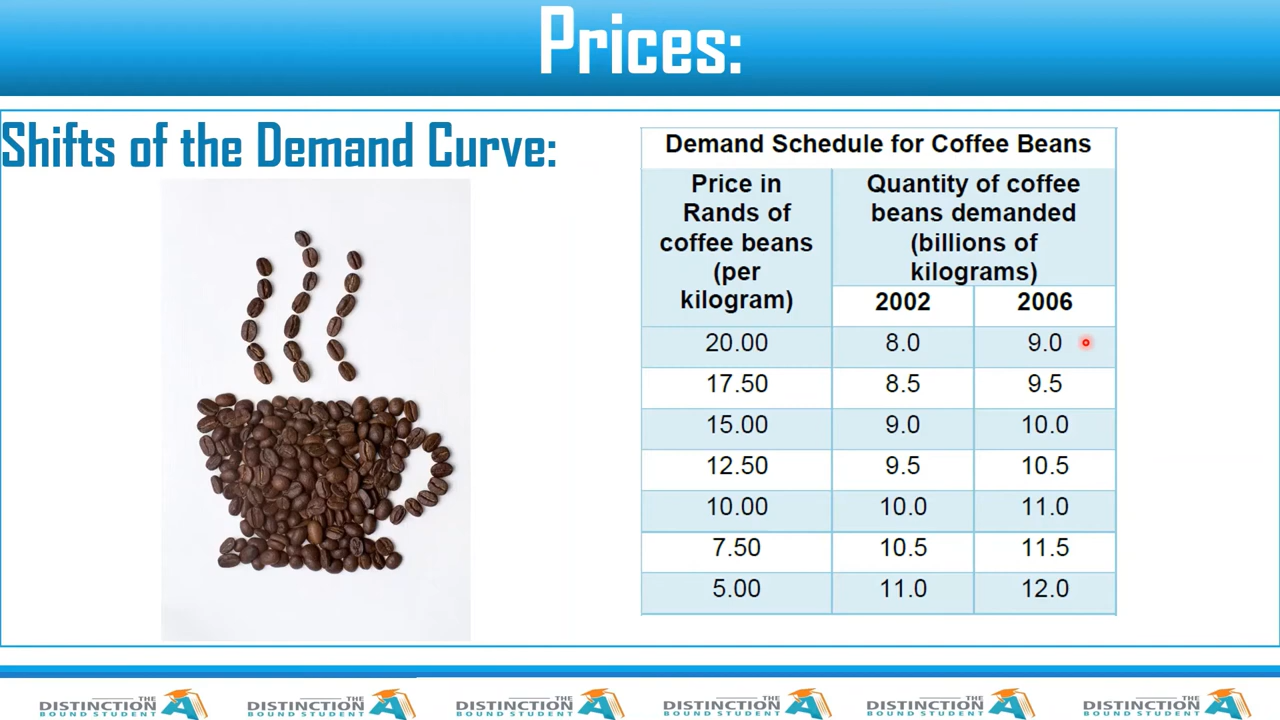 Prices:
Shifts of the Demand Curve:
Demand Schedule for Coffee Beans
Price in
Rands of
coffee beans
(per
kilogram)
Quantity of coffee
beans demanded
(billions of
kilograms)
2002 2006
20.00 8.0 9.0
17.50 8.5 9.5
15.00 9.0 10.0
12.50 9.5 10.5
10.00 10.0 11.0
7.50 10.5 11.5
5.00 11.0 12.0
THE DISTINCTION BOUND STUDENT
THE DISTINCTION BOUND STUDENT
THE DISTINCTION BOUND STUDENT
THE DISTINCTION BOUND STUDENT
THE DISTINCTION BOUND STUDENT
THE DISTINCTION BOUND STUDENT